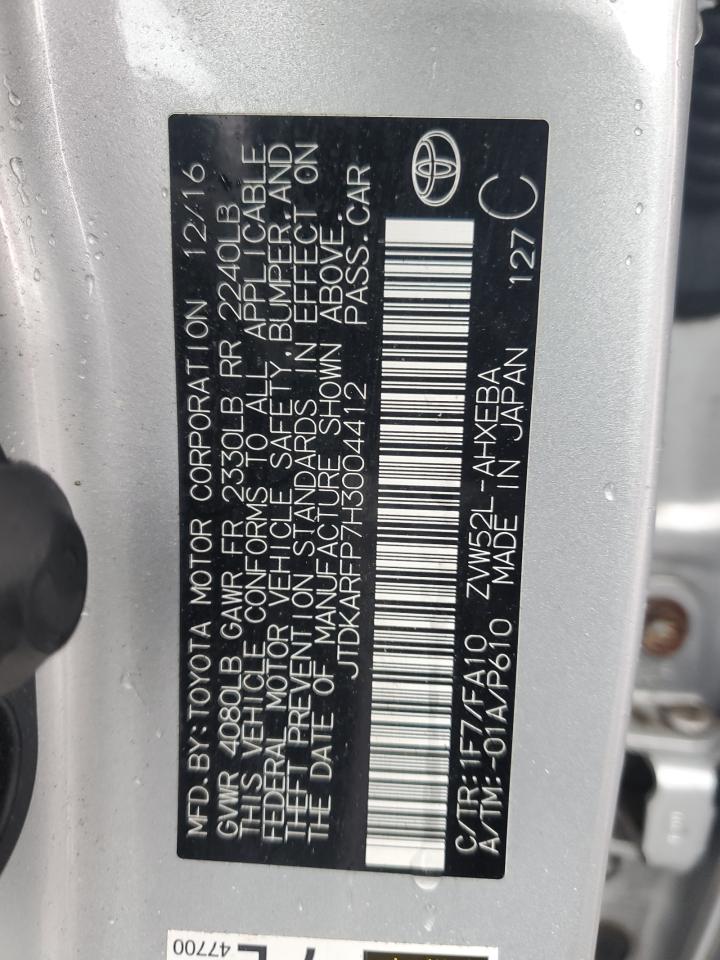 MFD.BY:TOYOTA MOTOR CORPORATION 12/16
GVWR 4080LB GAWR FR 2330LB RR 2240LB
THIS VEHICLE CONFORMS TO ALL APPLICABLE
FEDERAL MOTOR VEHICLE SAFETY,BUMPER,AND
THEFT PREVENTION STANDARDS IN EFFECT ON
THE DATE OF MANUFACTURE SHOWN ABOVE.
JTDKARFP7H3004412 PASS.CAR
C/TR:1F7/FA10 ZVW52L-AHXEBA
A/TM:-01A/P610 MADE IN JAPAN 127 C
47700